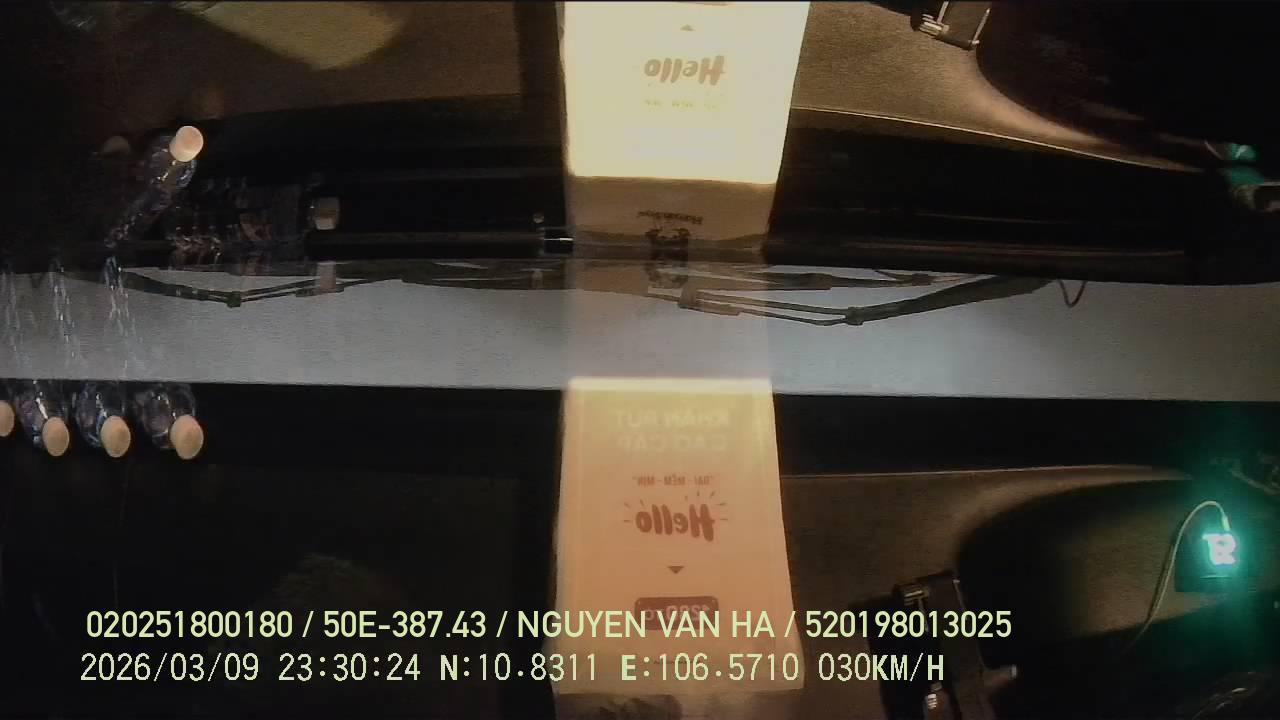 Hello
KHĂN RÚT
CAO CẤP
"DAI - MỀM - MỊN"
Hello
020251800180 / 50E-387.43 / NGUYEN VAN HA / 520198013025
2026/03/09 23:30:24 N:10.8311 E:106.5710 030KM/H